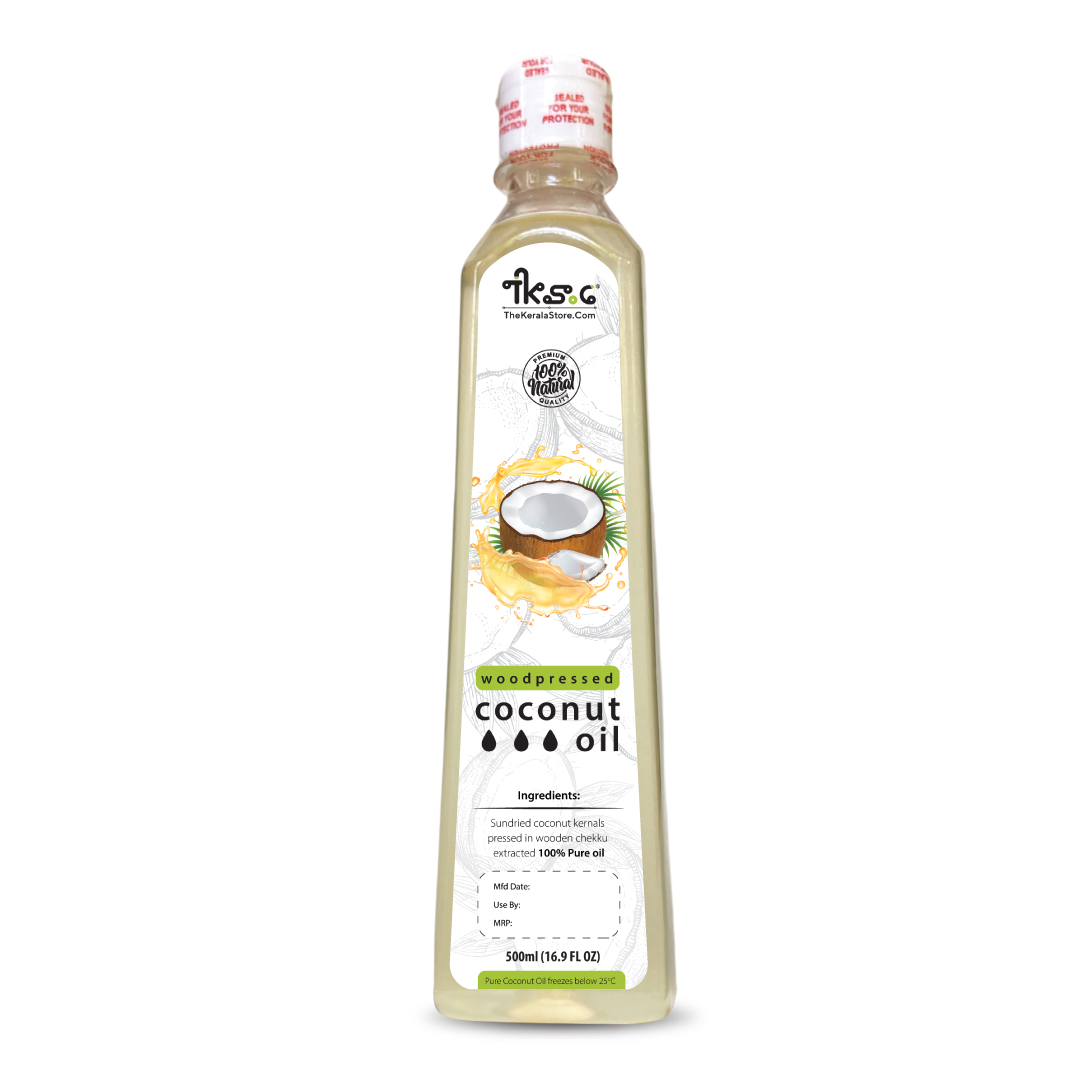 SEALED
FOR YOUR
PROTECTION
TheKeralaStore.Com
PREMIUM
100%
Natural
QUALITY
woodpressed
coconut
oil
Ingredients:
Sundried coconut kernals
pressed in wooden chekku
extracted 100% Pure oil
Mfd Date:
Use By:
MRP:
500ml (16.9 FL OZ)
Pure Coconut Oil freezes below 25°C